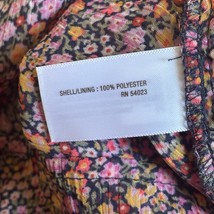 SHELL/LINING : 100% POLYESTER
RN 54023